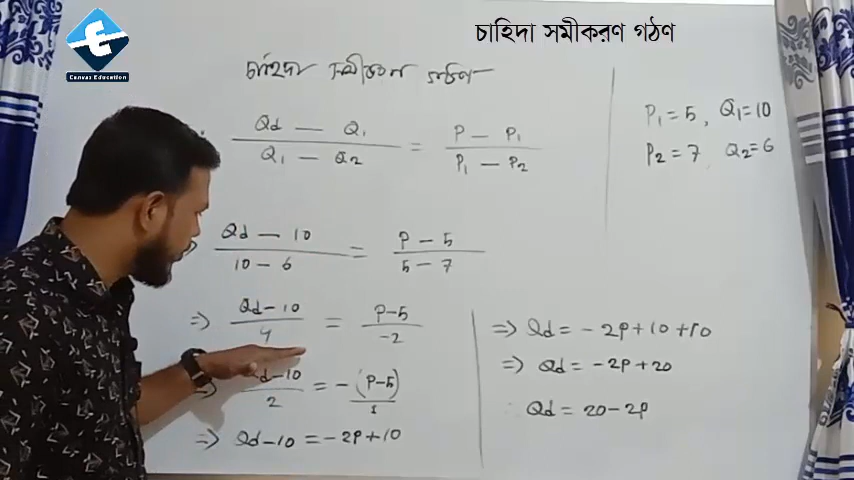 Canvas Education
চাহিদা সমীকরণ গঠণ
চাহিদা সমীকরণ গঠণ
Qd — Q₁ / Q₁ — Q₂ = P — P₁ / P₁ — P₂
Qd — 10 / 10 - 6 = P - 5 / 5 - 7
⇒ Qd - 10 / 4 = P-5 / -2
d-10 / 2 = - (P-5) / 1
⇒ Qd-10 = -2P+10
P₁ = 5, Q₁=10
P₂ = 7, Q₂=6
⇒ Qd = - 2P+10 +10
⇒ Qd = -2P+20
∴ Qd = 20-2P